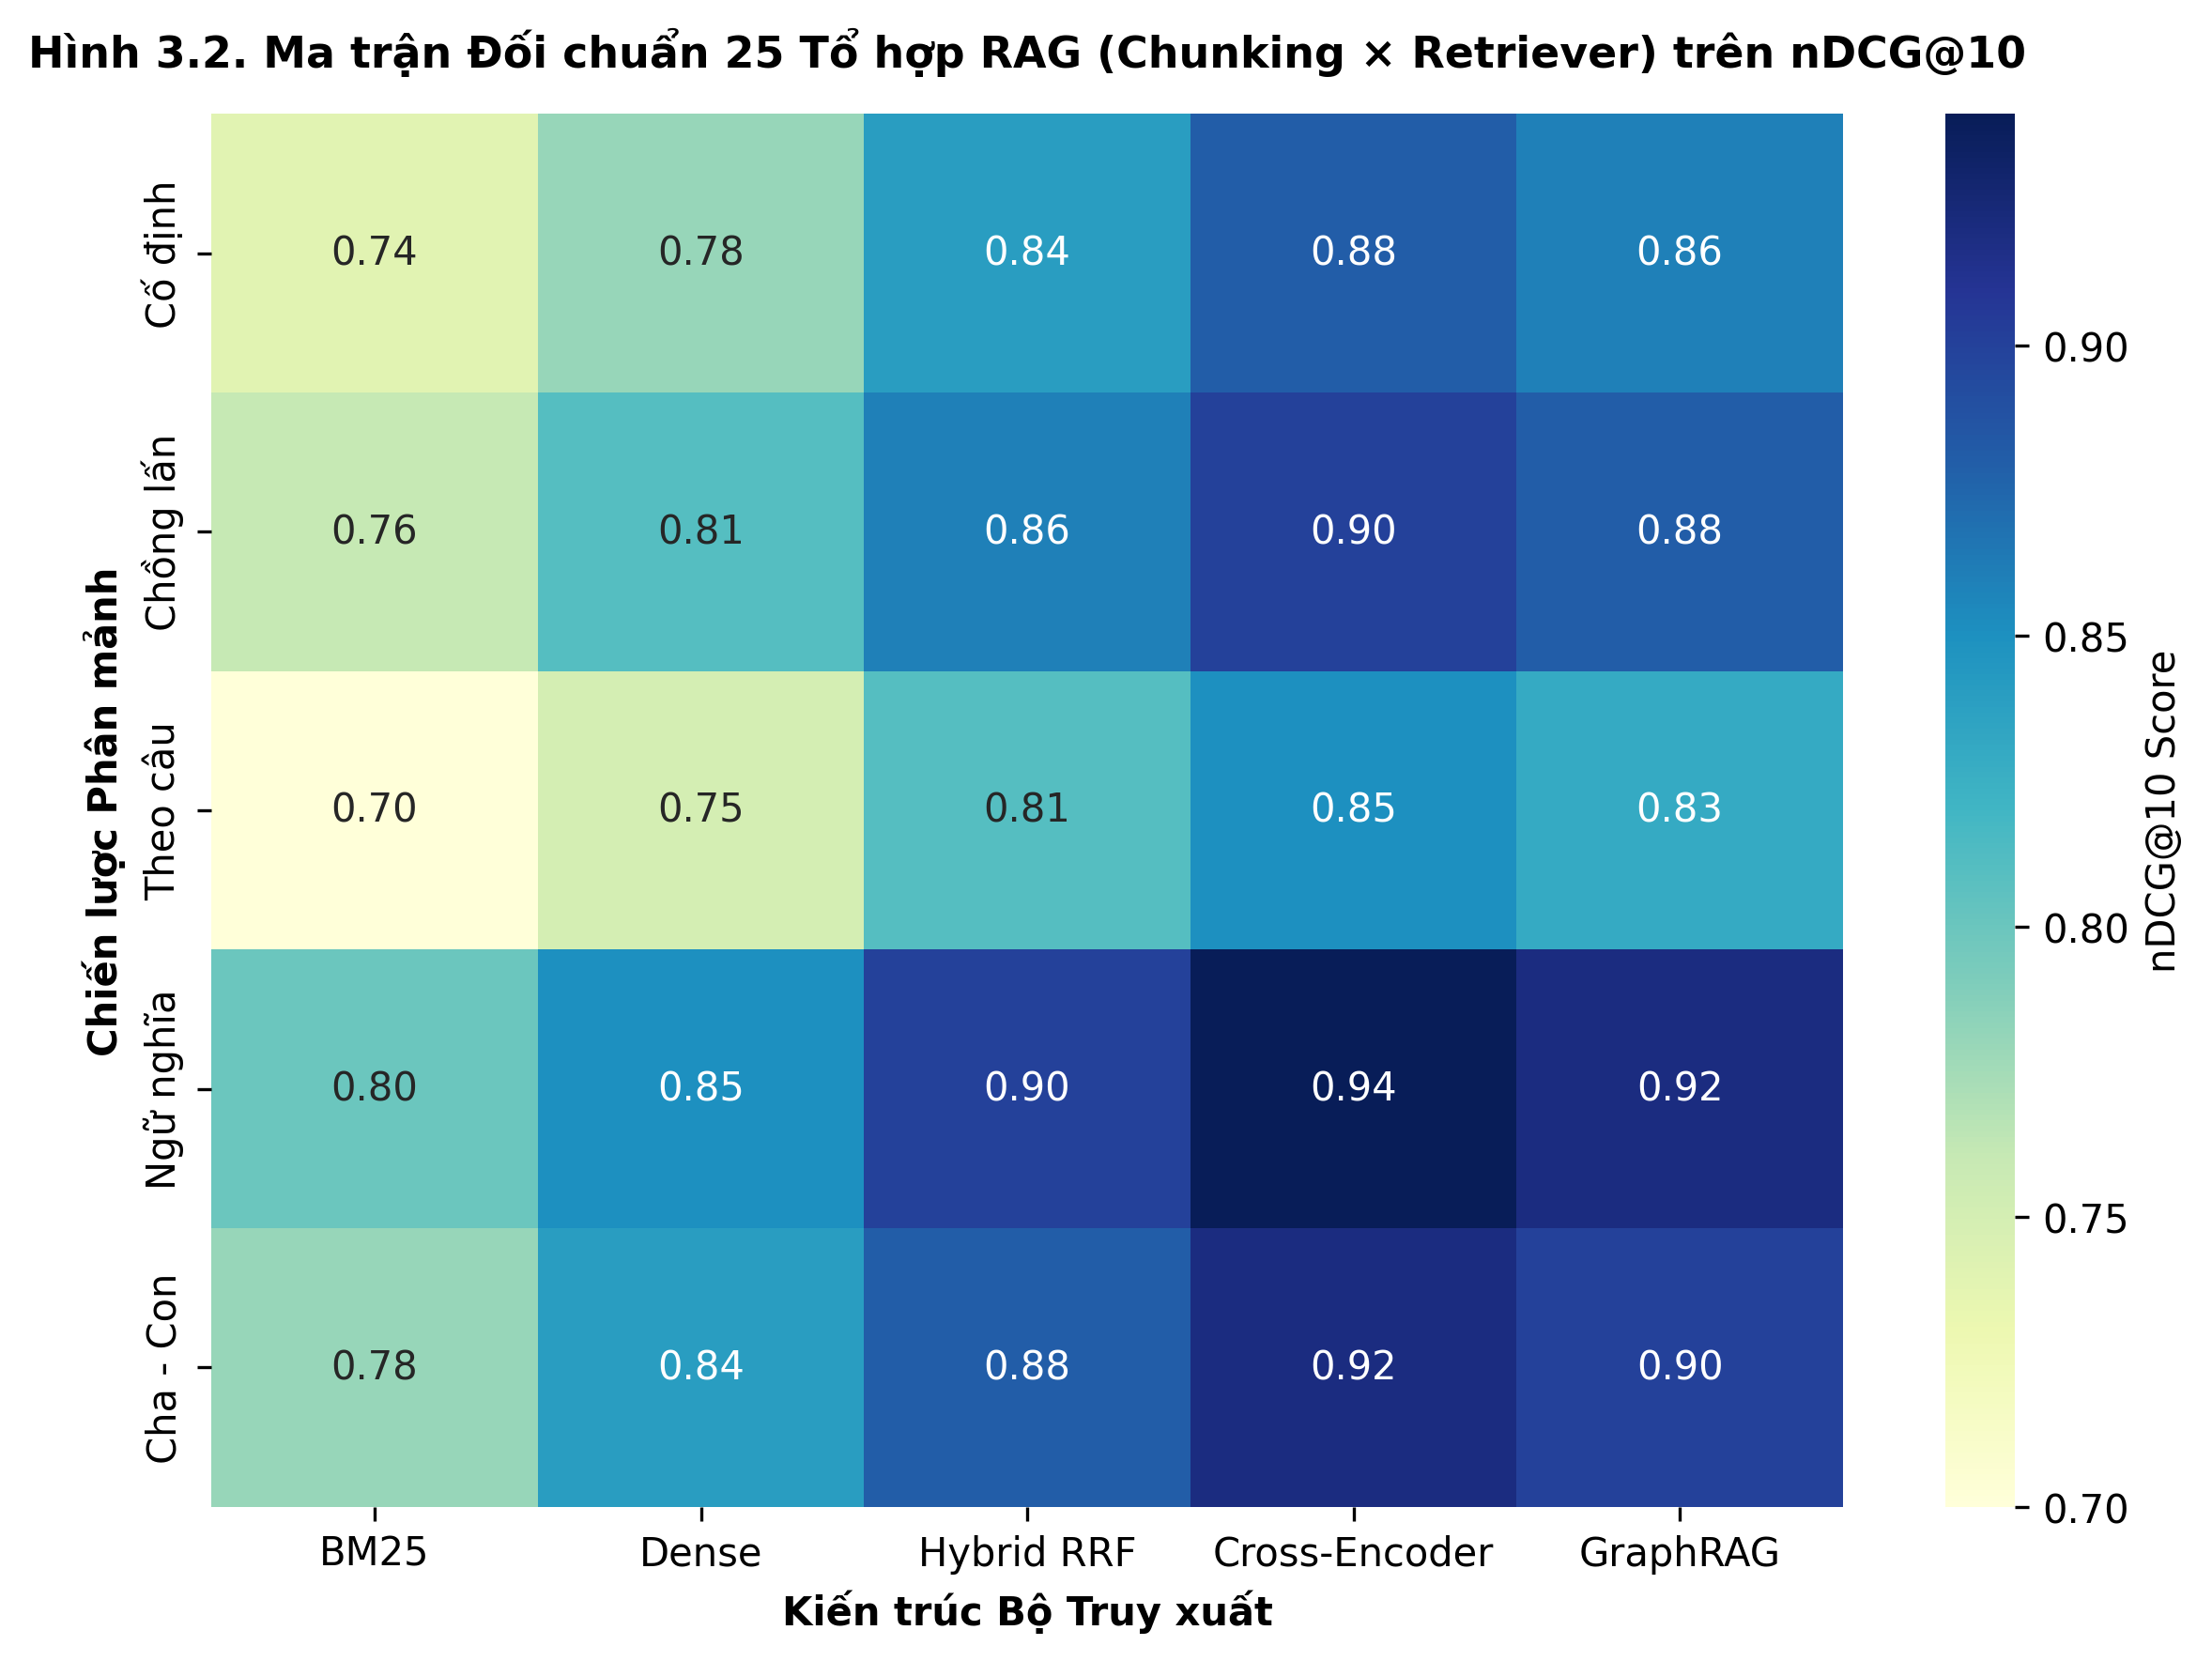 Hình 3.2. Ma trận Đối chuẩn 25 Tổ hợp RAG (Chunking × Retriever) trên nDCG@10
Chiến lược Phân mảnh
Cố định
0.74 0.78 0.84 0.88 0.86
Chồng lấn
0.76 0.81 0.86 0.90 0.88
Theo câu
0.70 0.75 0.81 0.85 0.83
Ngữ nghĩa
0.80 0.85 0.90 0.94 0.92
Cha - Con
0.78 0.84 0.88 0.92 0.90
BM25 Dense Hybrid RRF Cross-Encoder GraphRAG
Kiến trúc Bộ Truy xuất
0.90
0.85
0.80
0.75
0.70
nDCG@10 Score